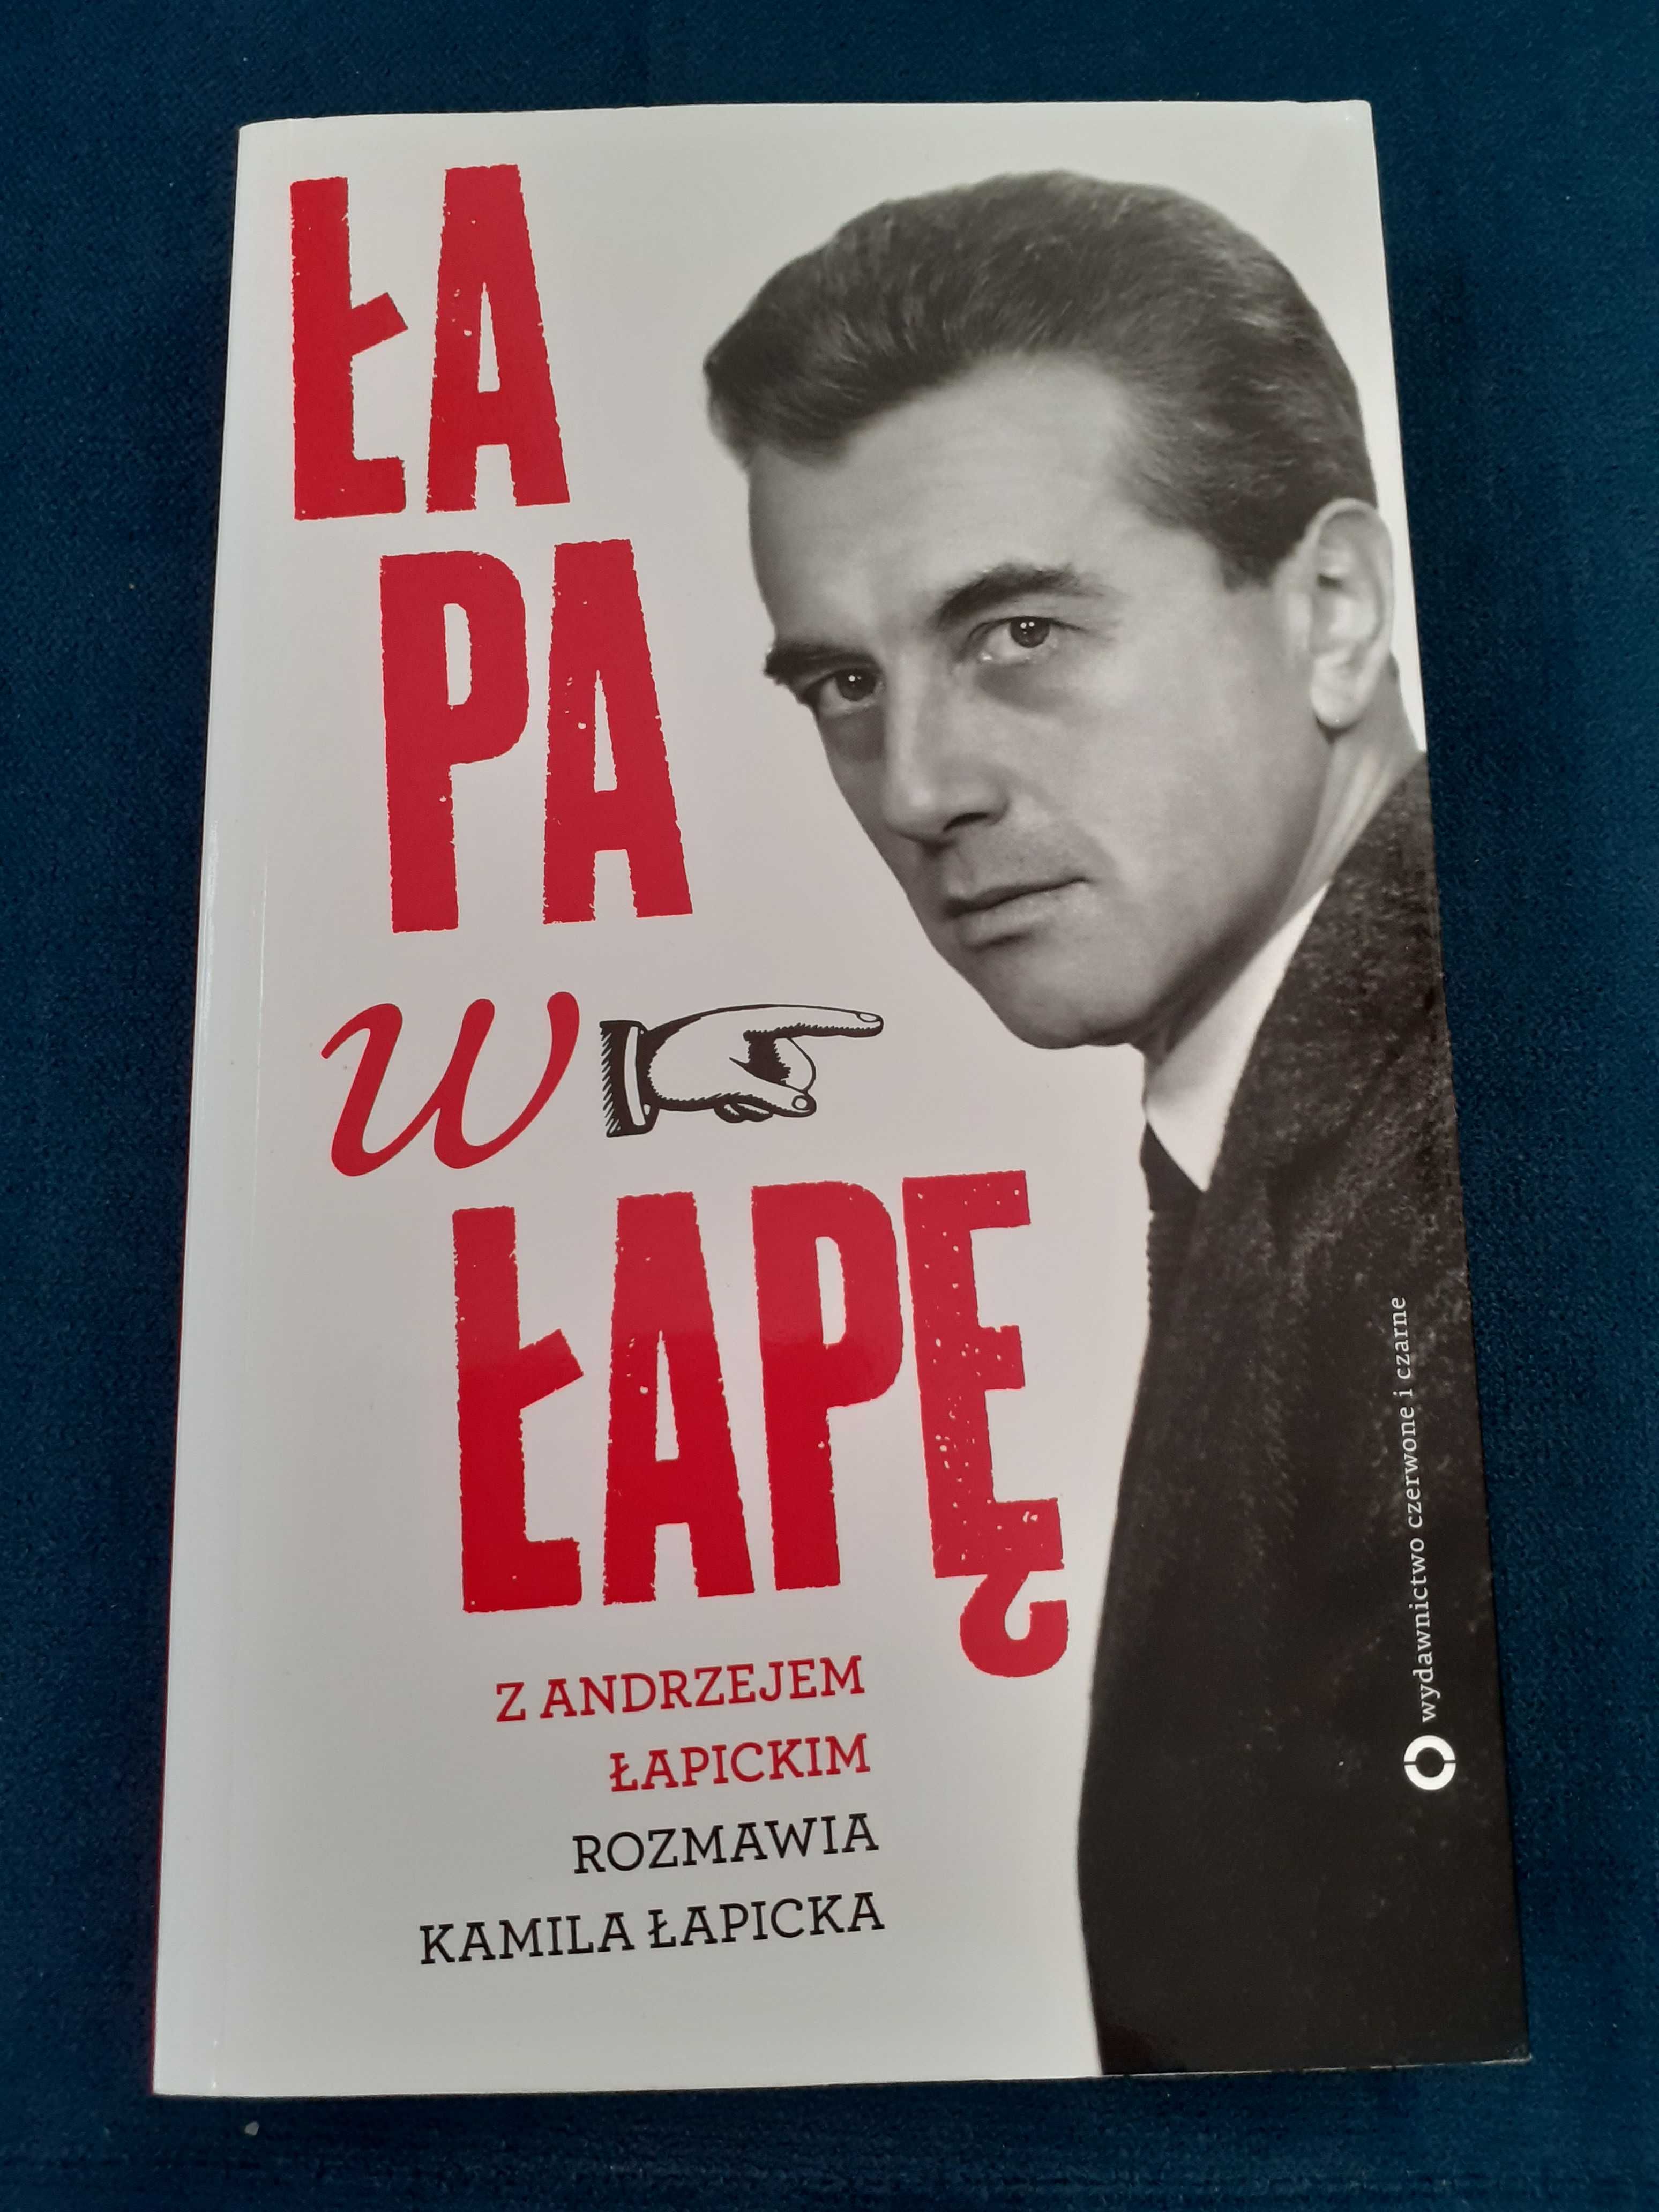 ŁA
PA
w
ŁAPĘ
Z ANDRZEJEM
ŁAPICKIM
ROZMAWIA
KAMILA ŁAPICKA
wydawnictwo czerwone i czarne